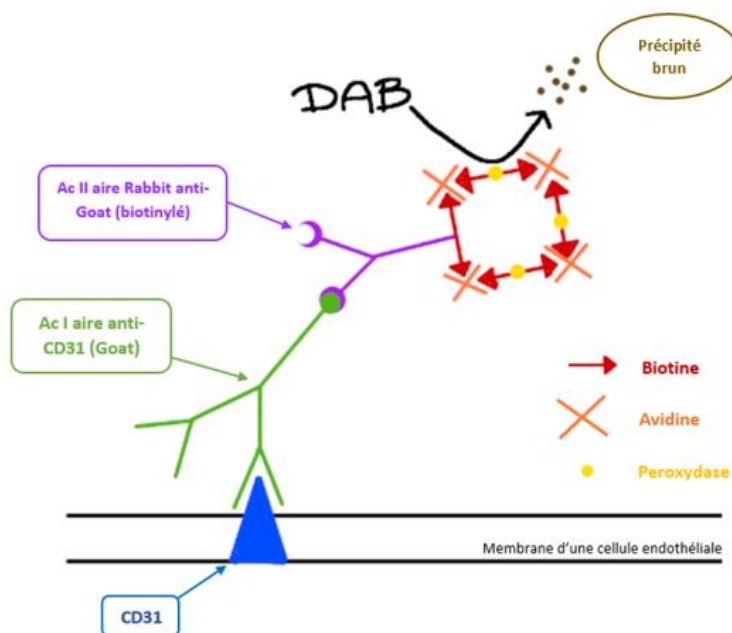 Précipité
brun
DAB
Ac II aire Rabbit anti-
Goat (biotinylé)
Ac I aire anti-
CD31 (Goat)
Biotine
Avidine
Peroxydase
Membrane d'une cellule endothéliale
CD31